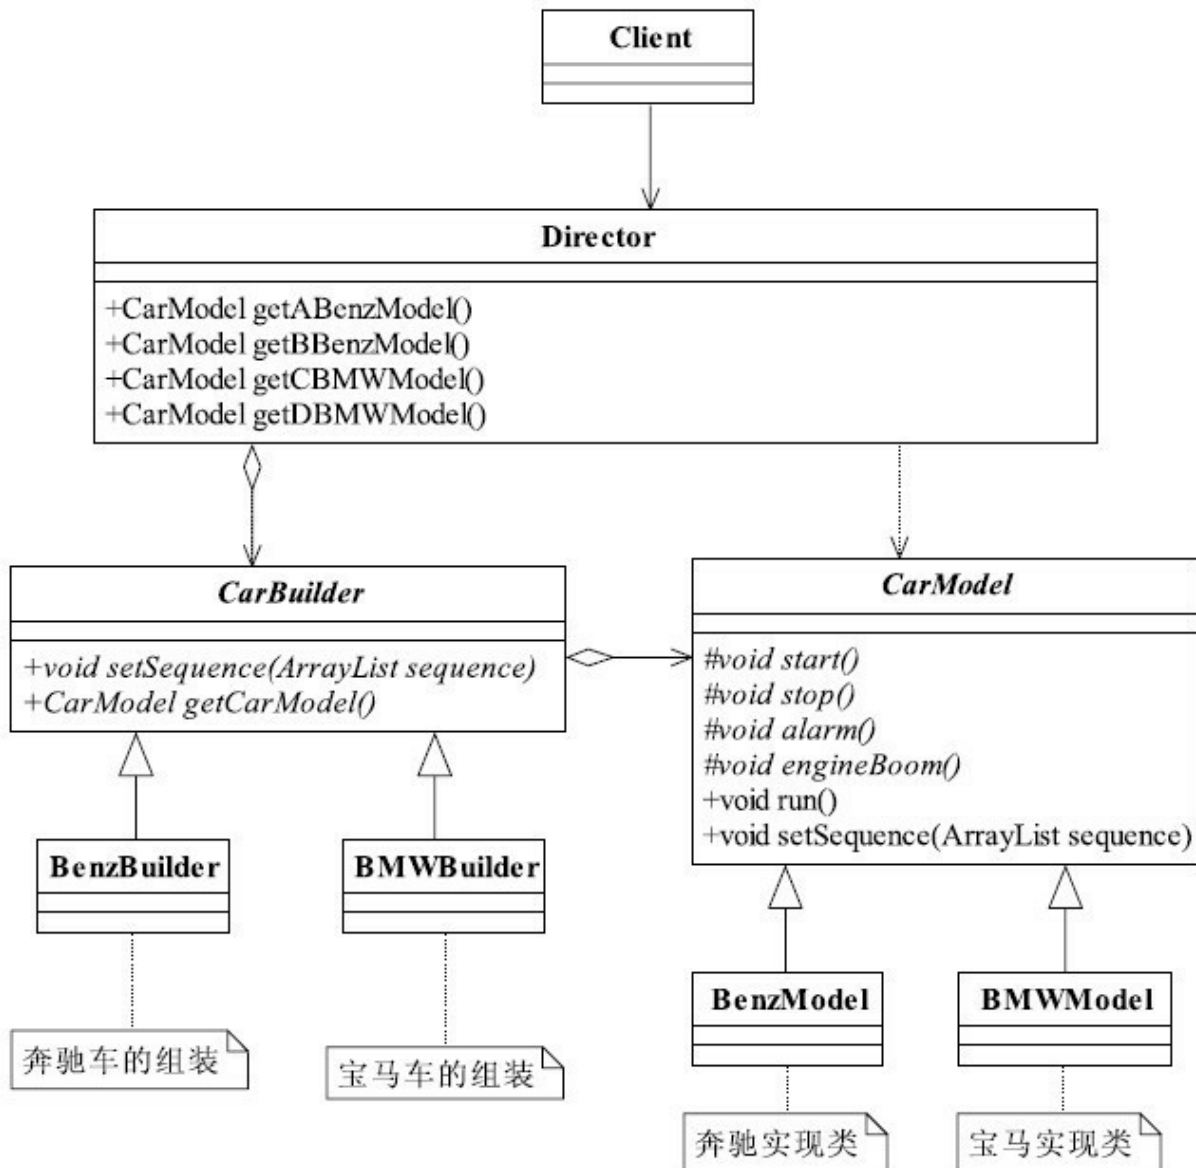 Client
Director
+CarModel getABenzModel()
+CarModel getBBenzModel()
+CarModel getCBMWModel()
+CarModel getDBMWModel()
CarBuilder
+void setSequence(ArrayList sequence)
+CarModel getCarModel()
CarModel
#void start()
#void stop()
#void alarm()
#void engineBoom()
+void run()
+void setSequence(ArrayList sequence)
BenzBuilder
BMWBuilder
BenzModel
BMWModel
奔驰车的组装
宝马车的组装
奔驰实现类
宝马实现类